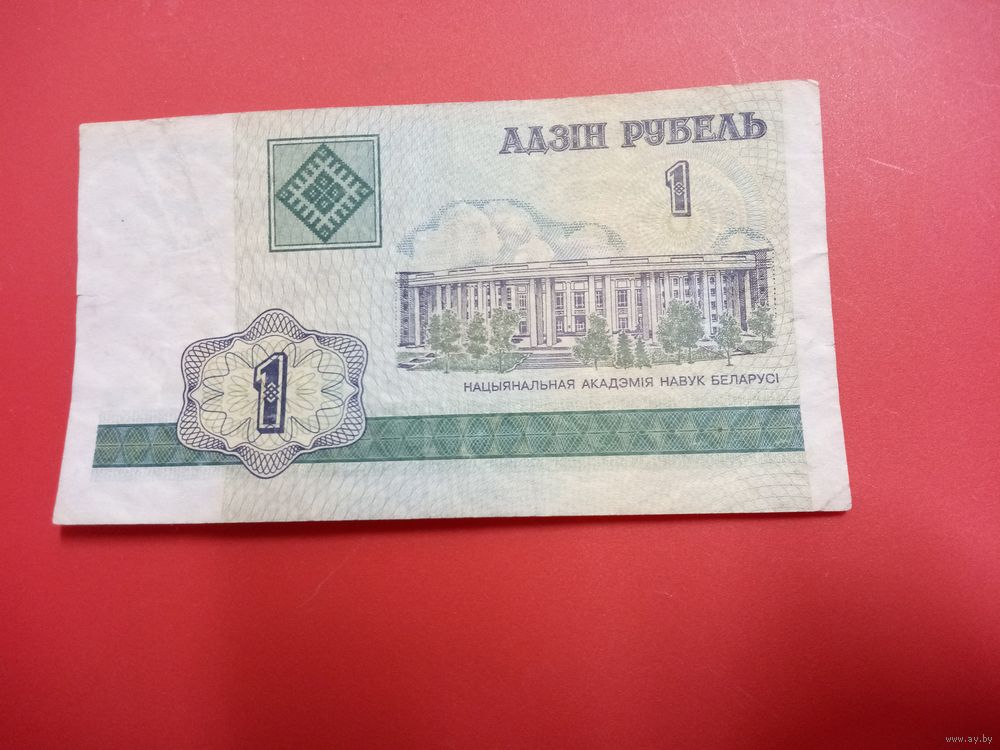 АДЗІН РУБЕЛЬ
1
НАЦЫЯНАЛЬНАЯ АКАДЭМІЯ НАВУК БЕЛАРУСІ
1
www.ay.by